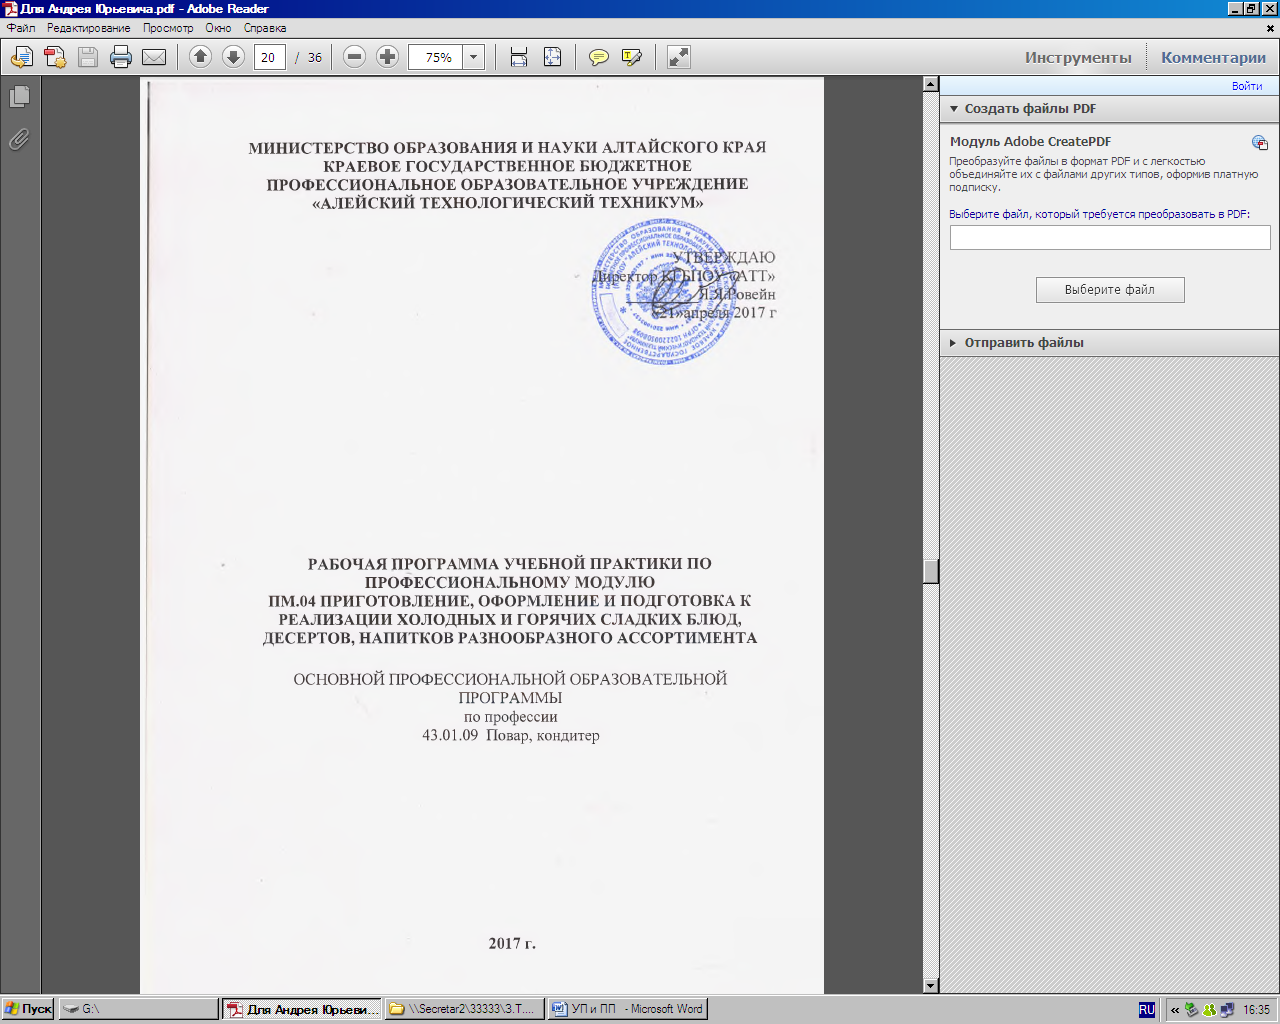 Для Андрея Юрьевича.pdf - Adobe Reader
Файл Редактирование Просмотр Окно Справка
20 / 36 75% Инструменты Комментарии
Войти
Создать файлы PDF
Модуль Adobe CreatePDF
Преобразуйте файлы в формат PDF и с легкостью
объединяйте их с файлами других типов, оформив платную
подписку.
Выберите файл, который требуется преобразовать в PDF:
Выберите файл
Отправить файлы
МИНИСТЕРСТВО ОБРАЗОВАНИЯ И НАУКИ АЛТАЙСКОГО КРАЯ
КРАЕВОЕ ГОСУДАРСТВЕННОЕ БЮДЖЕТНОЕ
ПРОФЕССИОНАЛЬНОЕ ОБРАЗОВАТЕЛЬНОЕ УЧРЕЖДЕНИЕ
«АЛЕЙСКИЙ ТЕХНОЛОГИЧЕСКИЙ ТЕХНИКУМ»
УТВЕРЖДАЮ
Директор КГБПОУ «АТТ»
Я.Я.Ровейн
«21»апреля 2017 г
РАБОЧАЯ ПРОГРАММА УЧЕБНОЙ ПРАКТИКИ ПО
ПРОФЕССИОНАЛЬНОМУ МОДУЛЮ
ПМ.04 ПРИГОТОВЛЕНИЕ, ОФОРМЛЕНИЕ И ПОДГОТОВКА К
РЕАЛИЗАЦИИ ХОЛОДНЫХ И ГОРЯЧИХ СЛАДКИХ БЛЮД,
ДЕСЕРТОВ, НАПИТКОВ РАЗНООБРАЗНОГО АССОРТИМЕНТА
ОСНОВНОЙ ПРОФЕССИОНАЛЬНОЙ ОБРАЗОВАТЕЛЬНОЙ
ПРОГРАММЫ
по профессии
43.01.09 Повар, кондитер
2017 г.
Пуск G:\ Для Андрея Юрьеви... \\Secretar2\33333\З.Т.... УП и ПП - Microsoft Word RU « 16:35